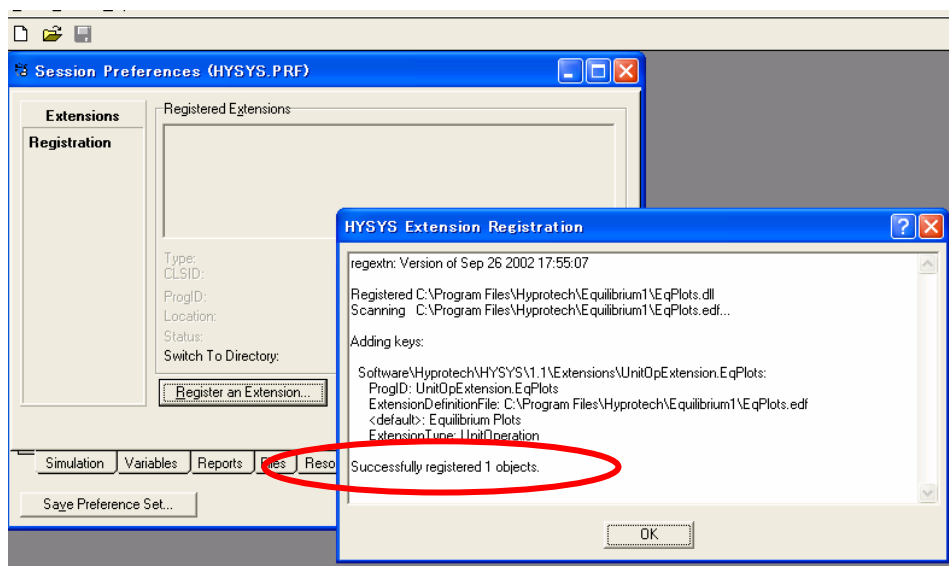 Session Preferences (HYSYS.PRF)
Extensions
Registration
Registered Extensions
Type:
CLSID:
ProgID:
Location:
Status:
Switch To Directory:
Register an Extension...
Simulation Variables Reports Files
Save Preference Set...
HYSYS Extension Registration
regextn: Version of Sep 26 2002 17:55:07
Registered C:\Program Files\Hyprotech\Equilibrium1\EqPlots.dll
Scanning C:\Program Files\Hyprotech\Equilibrium1\EqPlots.edf...
Adding keys:
Software\Hyprotech\HYSYS\1.1\Extensions\UnitOpExtension.EqPlots:
ProgID: UnitOpExtension.EqPlots
ExtensionDefinitionFile: C:\Program Files\Hyprotech\Equilibrium1\EqPlots.edf
<default>: Equilibrium Plots
ExtensionType: UnitOperation
Successfully registered 1 objects.
OK